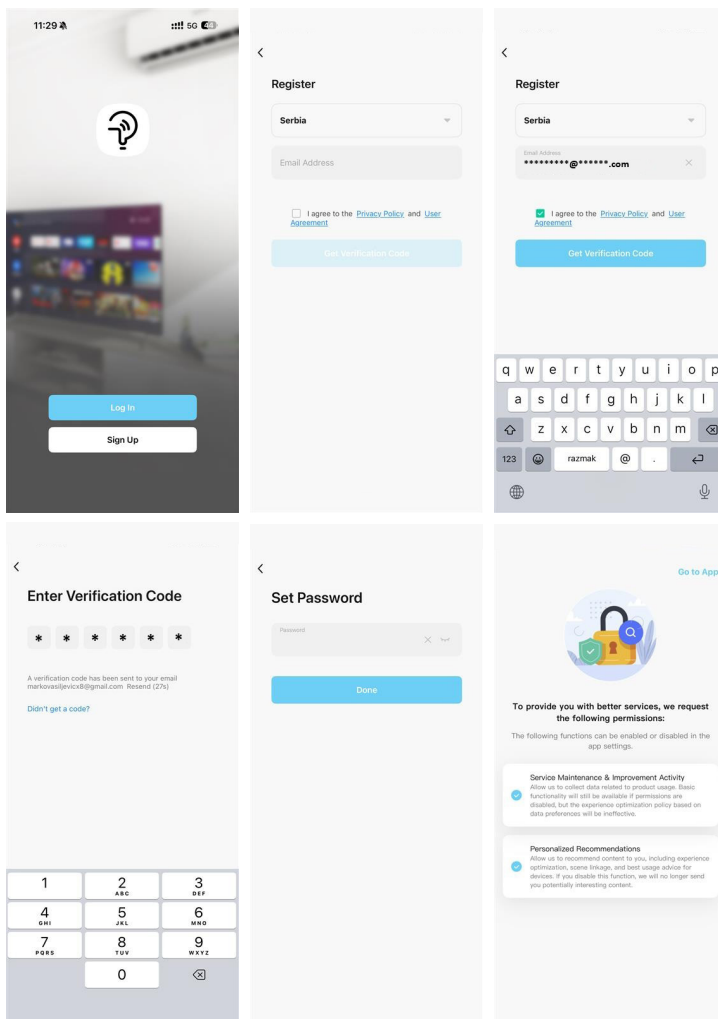 11:29
5G 44
Log In
Sign Up
Register
Serbia
Email Address
I agree to the Privacy Policy and User
Agreement
Get Verification Code
Register
Serbia
Email Address
*********@******.com
I agree to the Privacy Policy and User
Agreement
Get Verification Code
q w e r t y u i o p
a s d f g h j k l
z x c v b n m
123 razmak @ .
Enter Verification Code
* * * * * *
A verification code has been sent to your email
markovasiljevicx8@gmail.com Resend (27s)
Didn't get a code?
1 2 3
ABC DEF
4 5 6
GHI JKL MNO
7 8 9
PQRS TUV WXYZ
0
Set Password
Password
Done
Go to App
To provide you with better services, we request
the following permissions:
The following functions can be enabled or disabled in the
app settings.
Service Maintenance & Improvement Activity
Allow us to collect data related to product usage. Basic
functionality will still be available if permissions are
disabled, but the experience optimization policy based on
data preferences will be ineffective.
Personalized Recommendations
Allow us to recommend content to you, including experience
optimization, scene linkage, and best usage advice for
devices. If you disable this function, we will no longer send
you potentially interesting content.